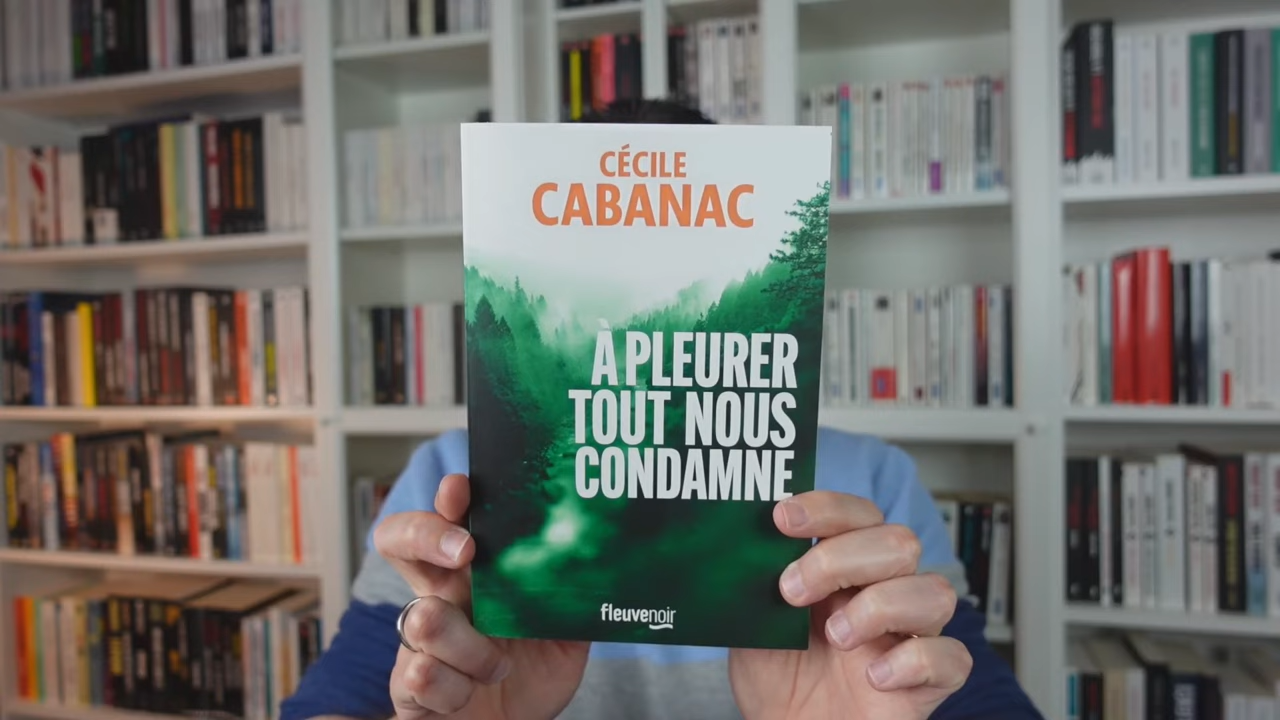 CÉCILE
CABANAC
À PLEURER
TOUT NOUS
CONDAMNE
fleuvenoir